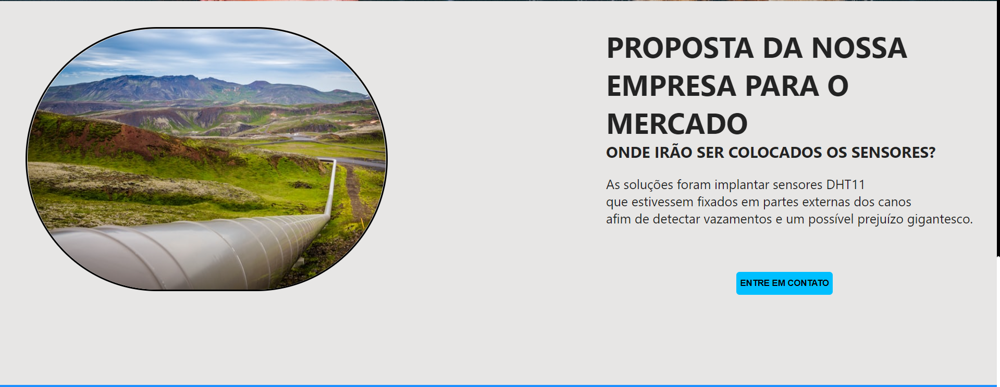 PROPOSTA DA NOSSA
EMPRESA PARA O
MERCADO
ONDE IRÃO SER COLOCADOS OS SENSORES?
As soluções foram implantar sensores DHT11
que estivessem fixados em partes externas dos canos
afim de detectar vazamentos e um possível prejuízo gigantesco.
ENTRE EM CONTATO